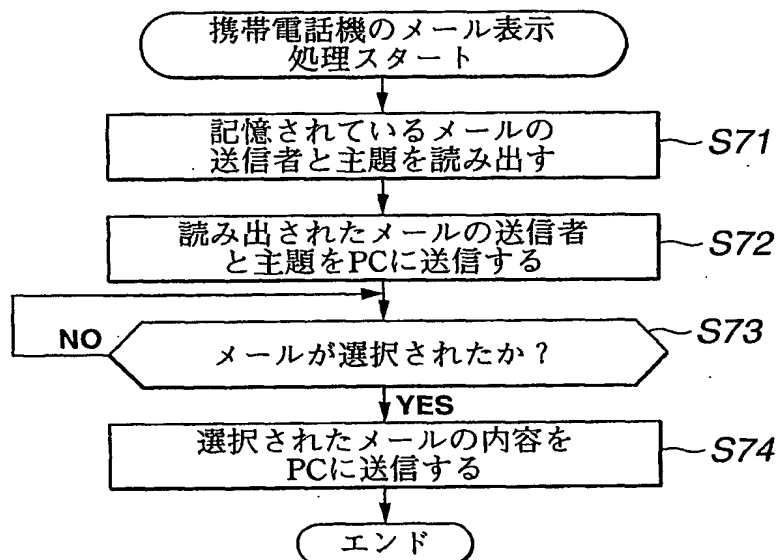 携帯電話機のメール表示
処理スタート
記憶されているメールの
送信者と主題を読み出す
S71
読み出されたメールの送信者
と主題をPCに送信する
S72
NO
メールが選択されたか?
S73
YES
選択されたメールの内容を
PCに送信する
S74
エンド